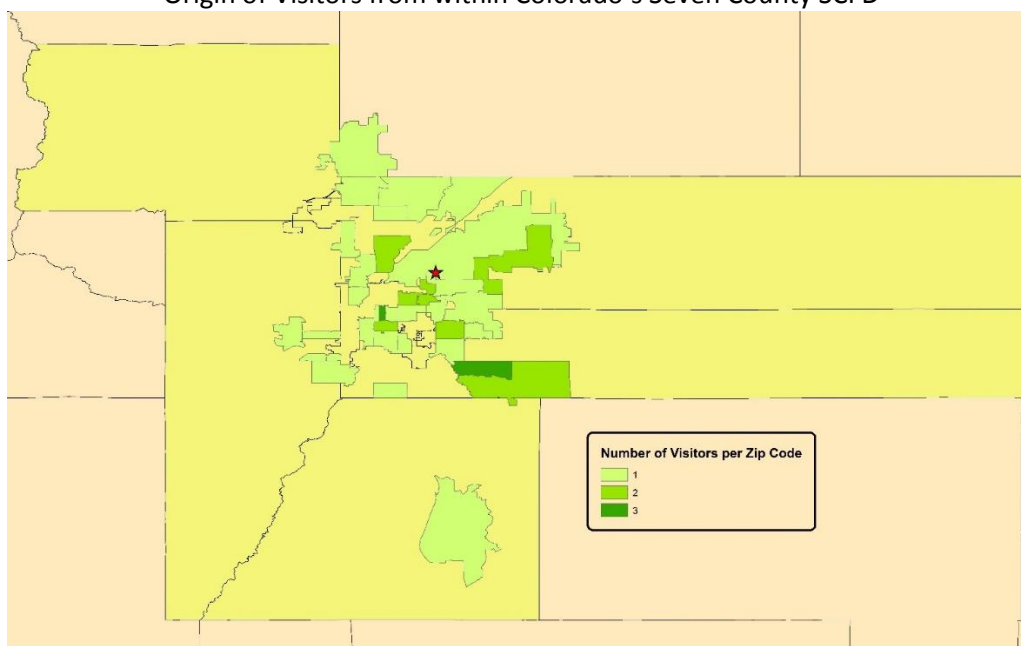 Origin of Visitors from within Colorado's Seven County SCFD
Number of Visitors per Zip Code
1
2
3